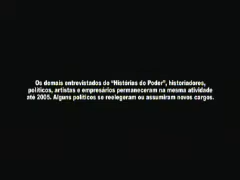 Os demais entrevistados do "Histórias do Poder", historiadores,
políticos, artistas e empresários permaneceram na mesma atividade
até 2005. Alguns políticos se reelegeram ou assumiram novos cargos.